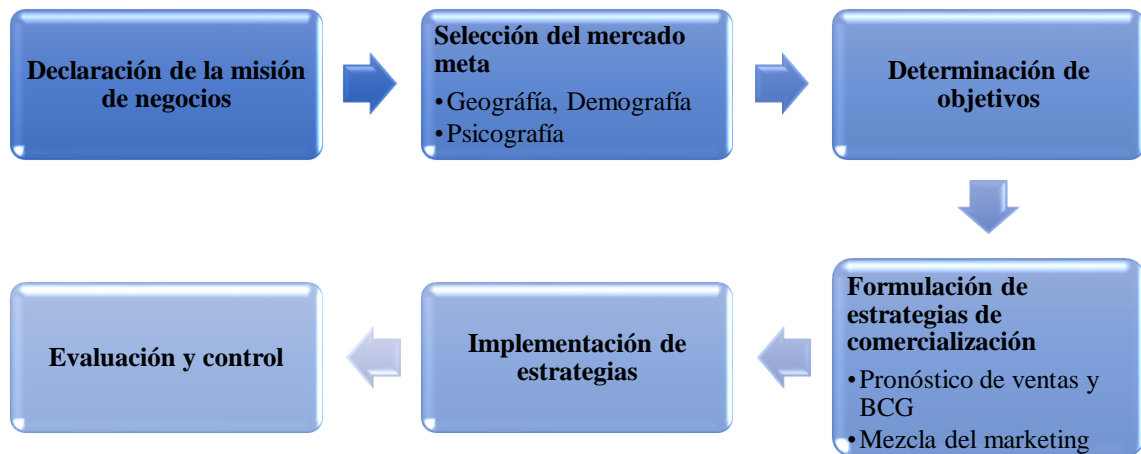 Declaración de la misión
de negocios
Selección del mercado
meta
•Geográfía, Demografía
•Psicografía
Determinación de
objetivos
Formulación de
estrategias de
comercialización
•Pronóstico de ventas y
BCG
•Mezcla del marketing
Implementación de
estrategias
Evaluación y control